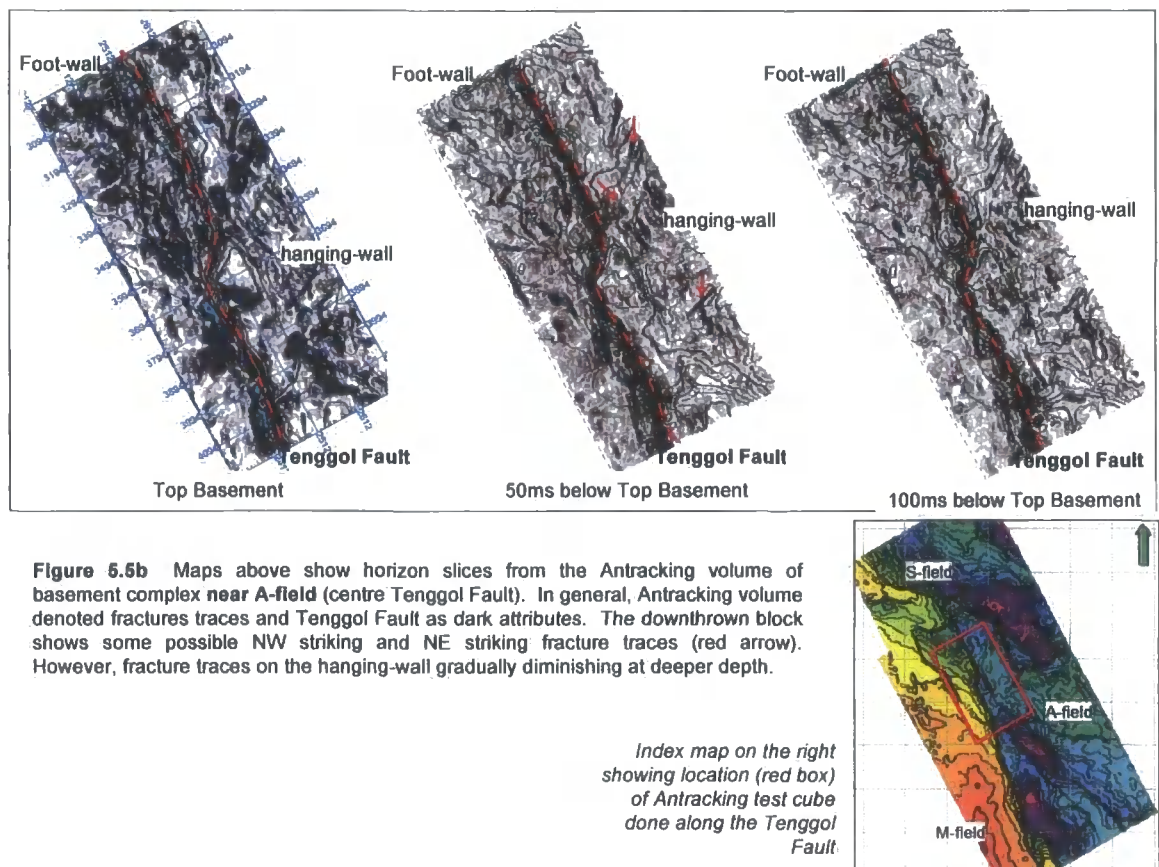 Foot-wall
hanging-wall
Tenggol Fault
Top Basement
Foot-wall
hanging-wall
Tenggol Fault
50ms below Top Basement
Foot-wall
hanging-wall
Tenggol Fault
100ms below Top Basement
Figure 5.5b Maps above show horizon slices from the Antracking volume of
basement complex near A-field (centre Tenggol Fault). In general, Antracking volume
denoted fractures traces and Tenggol Fault as dark attributes. The downthrown block
shows some possible NW striking and NE striking fracture traces (red arrow).
However, fracture traces on the hanging-wall gradually diminishing at deeper depth.
Index map on the right
showing location (red box)
of Antracking test cube
done along the Tenggol
Fault
S-field
A-field
M-field